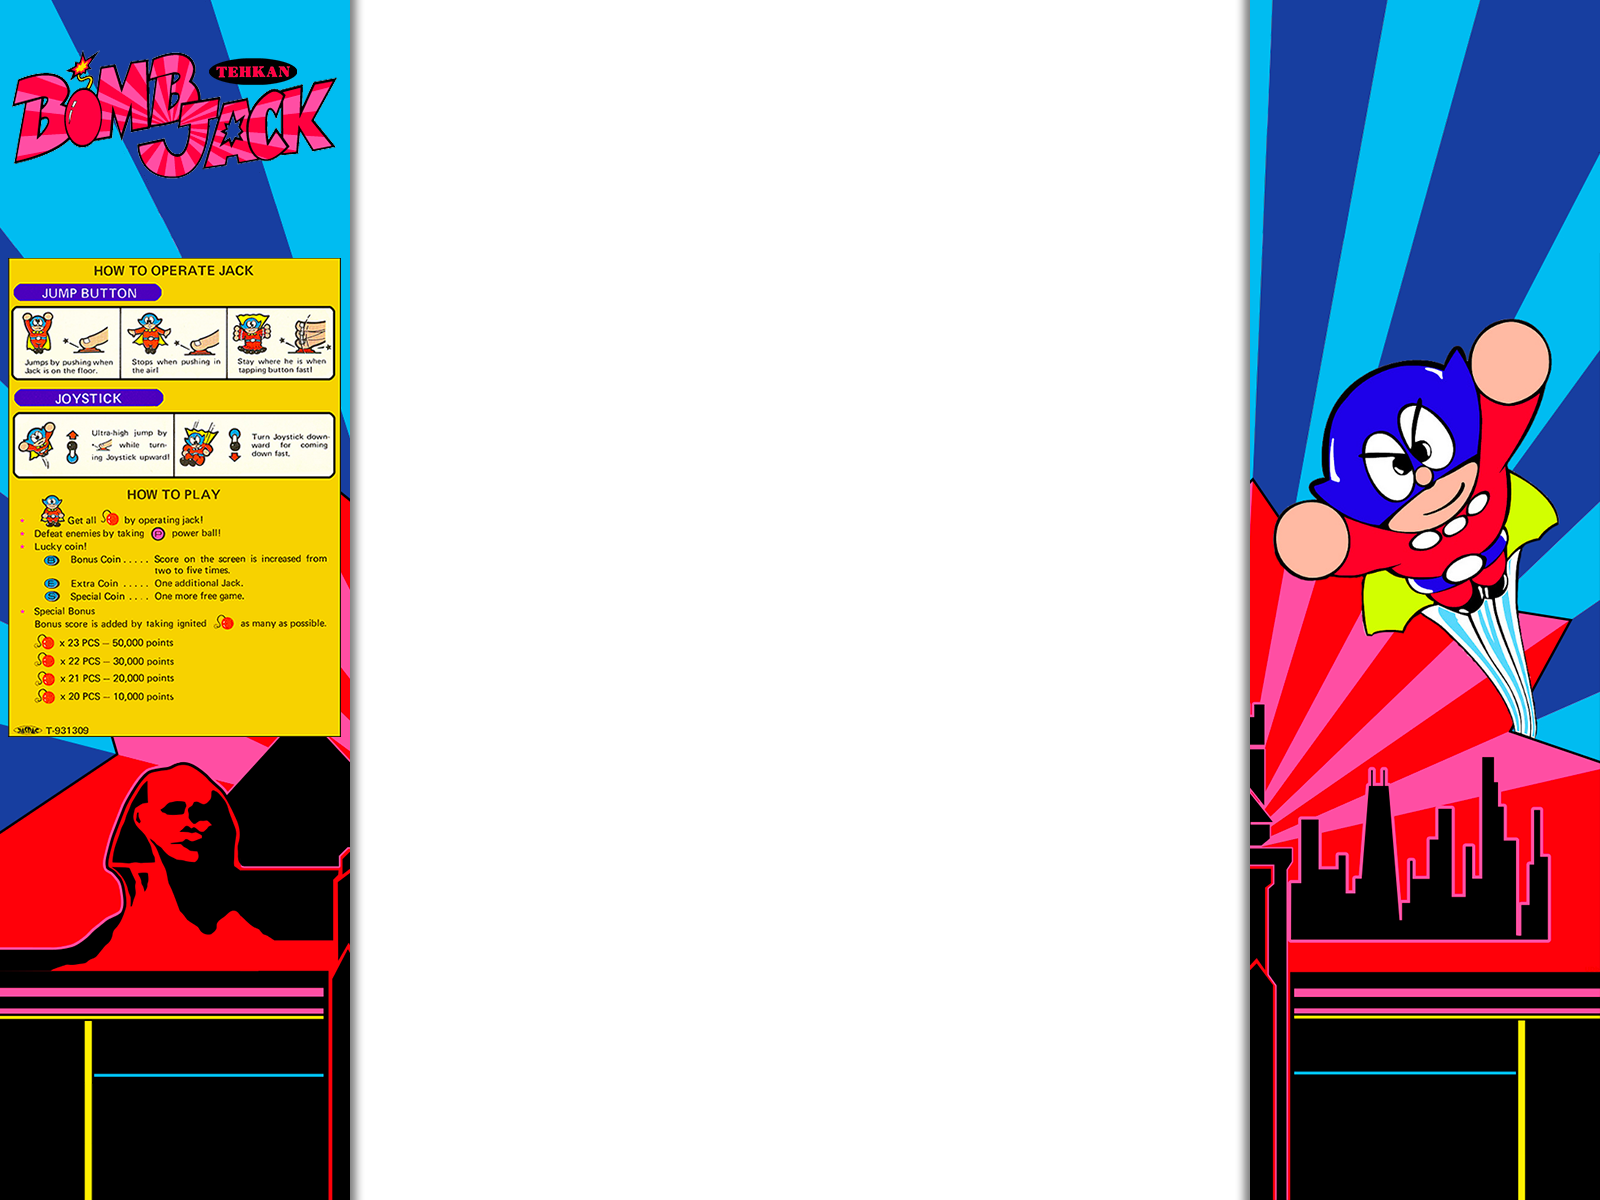 BOMB JACK
TEHKAN
HOW TO OPERATE JACK
JUMP BUTTON
Jumps by pushing when
Jack is on the floor.
Stops when pushing in
the air!
Stay where he is when
tapping button fast!
JOYSTICK
Ultra-high jump by
while turn-
ing Joystick upward!
Turn Joystick down-
ward for coming
down fast.
HOW TO PLAY
• Get all by operating jack!
• Defeat enemies by taking P power ball!
• Lucky coin!
B Bonus Coin ..... Score on the screen is increased from
two to five times.
E Extra Coin ..... One additional Jack.
S Special Coin .... One more free game.
• Special Bonus
Bonus score is added by taking ignited as many as possible.
x 23 PCS – 50,000 points
x 22 PCS – 30,000 points
x 21 PCS – 20,000 points
x 20 PCS – 10,000 points
T-931309